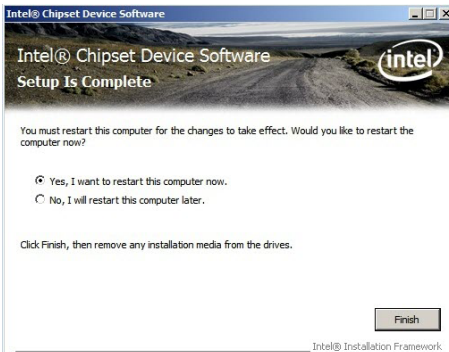 Intel® Chipset Device Software
Intel® Chipset Device Software
intel
Setup Is Complete
You must restart this computer for the changes to take effect. Would you like to restart the
computer now?
Yes, I want to restart this computer now.
No, I will restart this computer later.
Click Finish, then remove any installation media from the drives.
Finish
Intel® Installation Framework